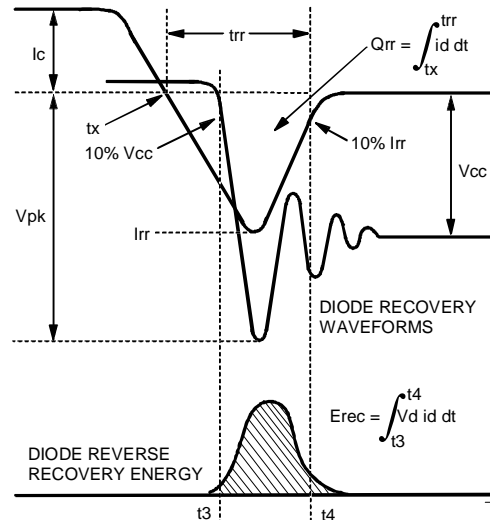 trr
Qrr = ∫ trr id dt tx
Ic
tx
10% Vcc
10% Irr
Vcc
Vpk
Irr
DIODE RECOVERY
WAVEFORMS
Erec = ∫ t4 Vd id dt t3
DIODE REVERSE
RECOVERY ENERGY
t3
t4